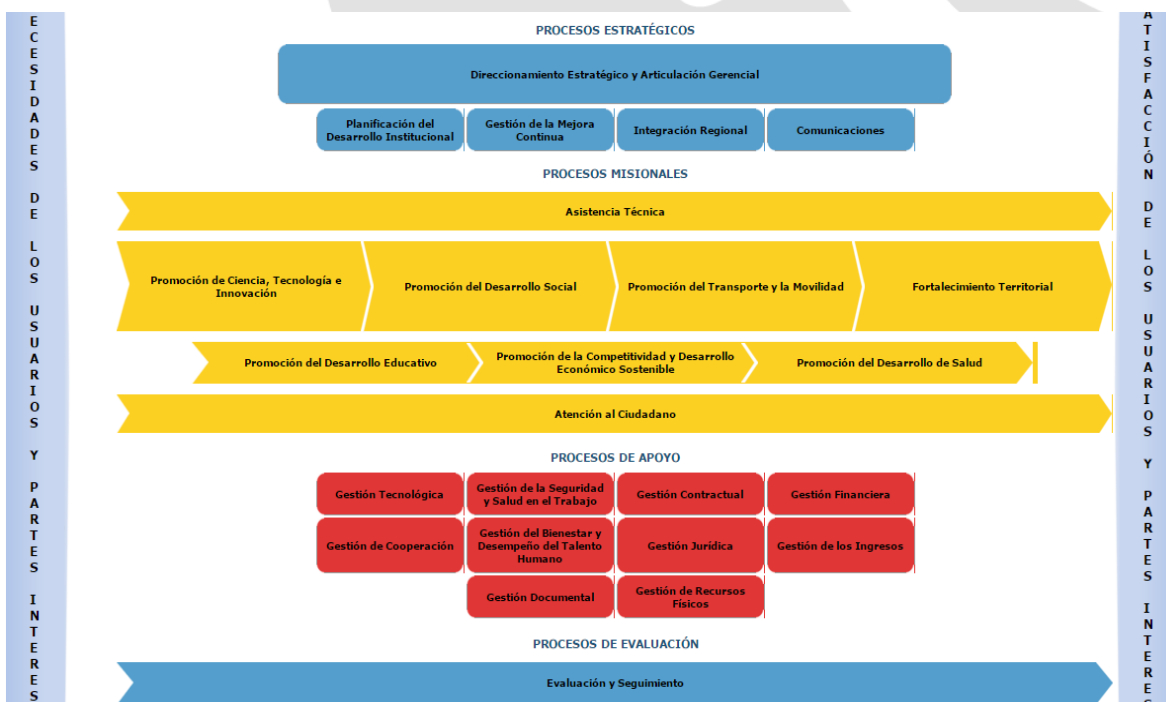 ECESIDADES DE LOS USUARIOS Y PARTES INTERES
PROCESOS ESTRATÉGICOS
Direccionamiento Estratégico y Articulación Gerencial
Planificación del
Desarrollo Institucional
Gestión de la Mejora
Continua
Integración Regional
Comunicaciones
PROCESOS MISIONALES
Asistencia Técnica
Promoción de Ciencia, Tecnología e
Innovación
Promoción del Desarrollo Social
Promoción del Transporte y la Movilidad
Fortalecimiento Territorial
Promoción del Desarrollo Educativo
Promoción de la Competitividad y Desarrollo
Económico Sostenible
Promoción del Desarrollo de Salud
Atención al Ciudadano
PROCESOS DE APOYO
Gestión Tecnológica
Gestión de la Seguridad
y Salud en el Trabajo
Gestión Contractual
Gestión Financiera
Gestión de Cooperación
Gestión del Bienestar y
Desempeño del Talento
Humano
Gestión Jurídica
Gestión de los Ingresos
Gestión Documental
Gestión de Recursos
Físicos
PROCESOS DE EVALUACIÓN
Evaluación y Seguimiento
ATISFACCIÓN DE LOS USUARIOS Y PARTES INTERE